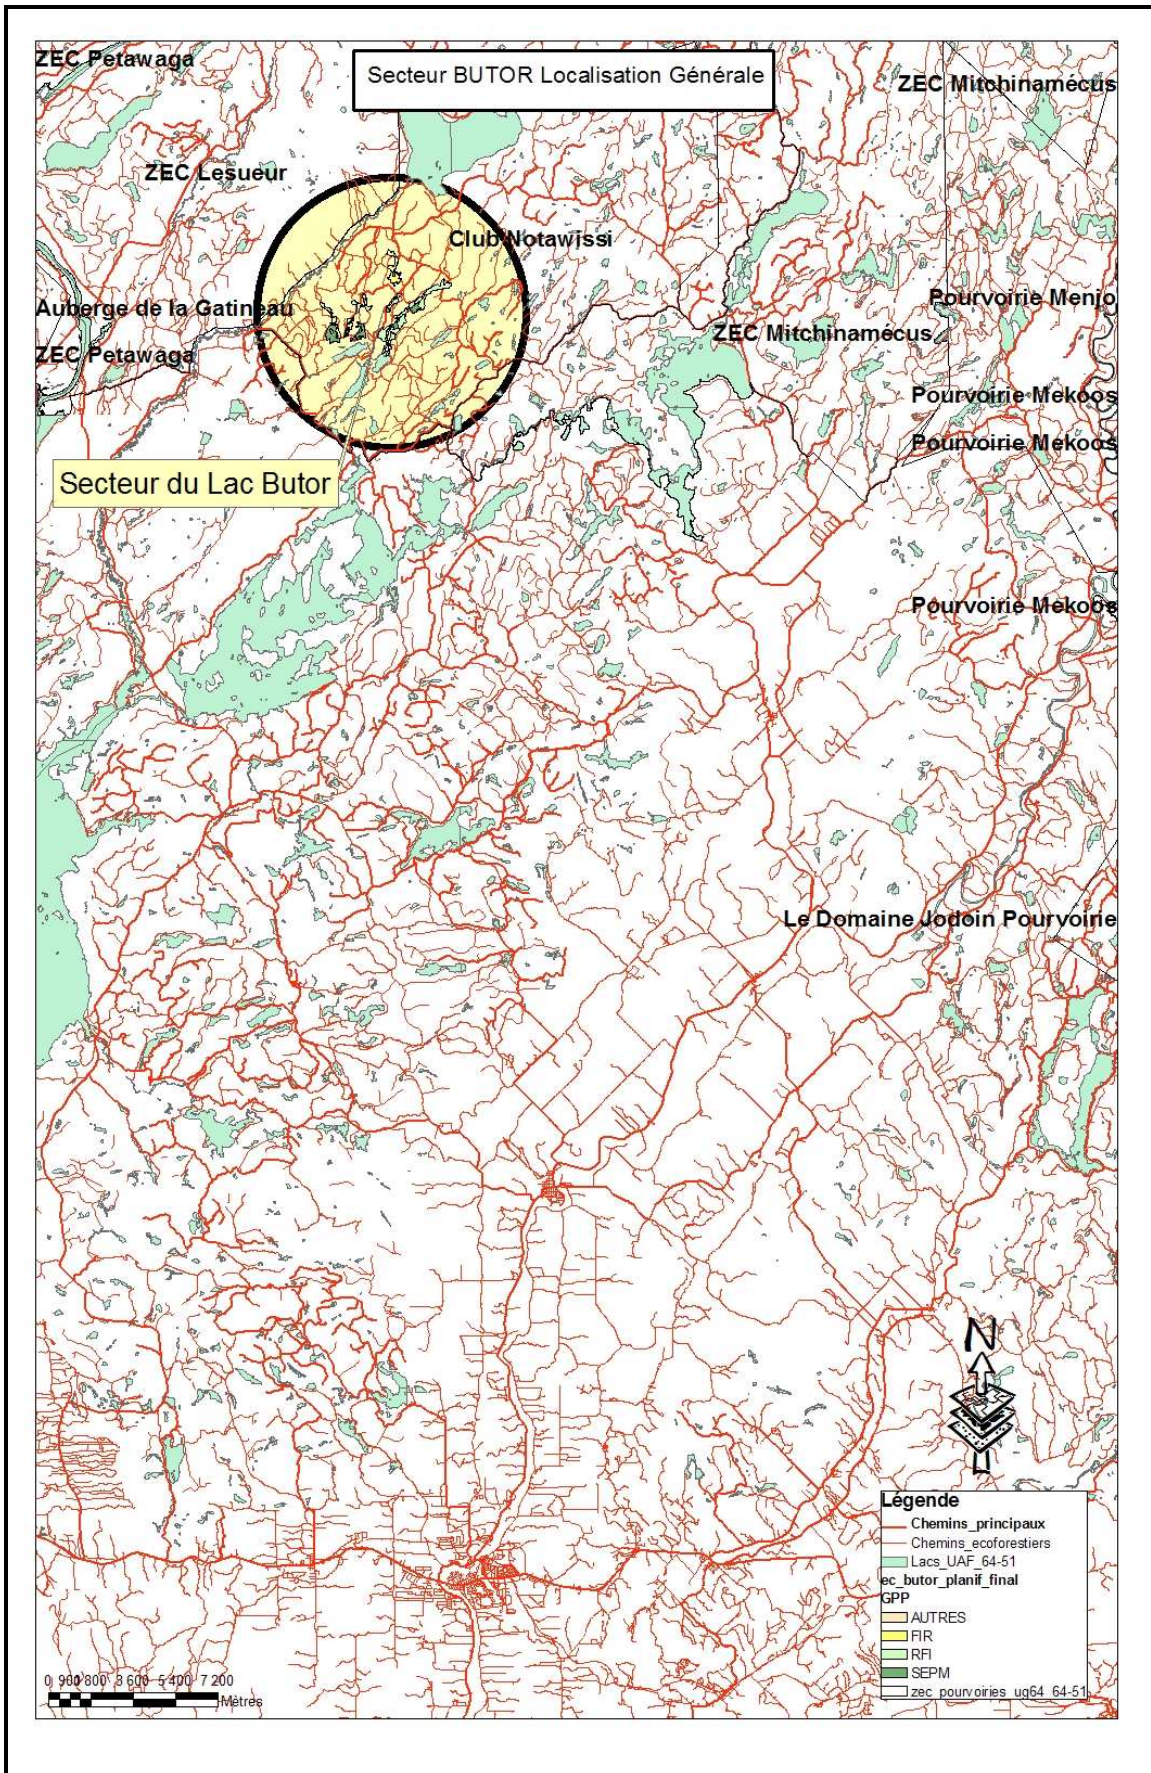 ZEC Petawaga
Secteur BUTOR Localisation Générale
ZEC Mitchinamécus
ZEC Lesueur
Club Notawissi
Auberge de la Gatineau
Pourvoirie Menjo
ZEC Mitchinamécus
ZEC Petawaga
Pourvoirie Mekoos
Pourvoirie Mekoos
Secteur du Lac Butor
Pourvoirie Mekoos
Le Domaine Jodoin Pourvoirie
N
Légende
Chemins_principaux
Chemins_ecoforestiers
Lacs_UAF_64-51
ec_butor_planif_final
GPP
AUTRES
FIR
RFI
SEPM
zec_pourvoiries_ug64_64-51
0 900 1 800 3 600 5 400 7 200
Mètres